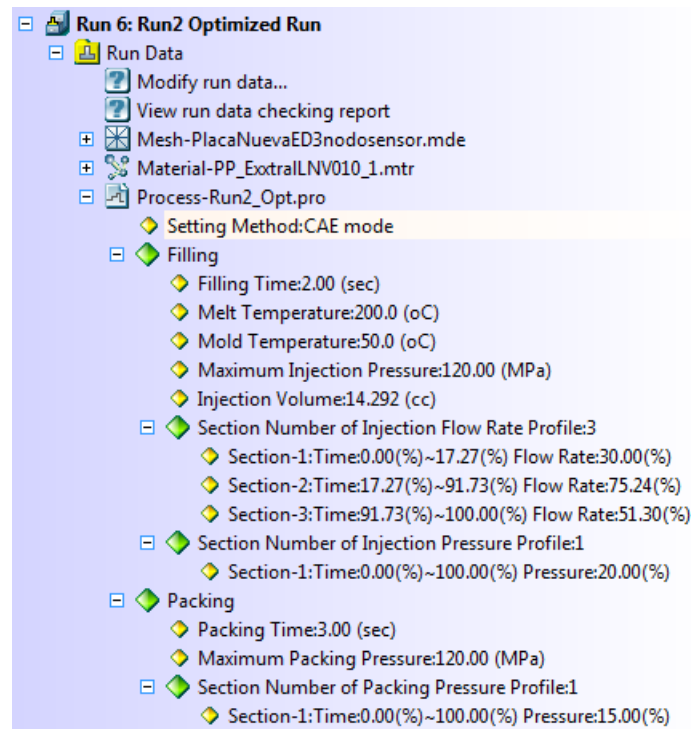 Run 6: Run2 Optimized Run
Run Data
Modify run data...
View run data checking report
Mesh-PlacaNuevaED3nodosensor.mde
Material-PP_ExxtralLNV010_1.mtr
Process-Run2_Opt.pro
Setting Method:CAE mode
Filling
Filling Time:2.00 (sec)
Melt Temperature:200.0 (oC)
Mold Temperature:50.0 (oC)
Maximum Injection Pressure:120.00 (MPa)
Injection Volume:14.292 (cc)
Section Number of Injection Flow Rate Profile:3
Section-1:Time:0.00(%)~17.27(%) Flow Rate:30.00(%)
Section-2:Time:17.27(%)~91.73(%) Flow Rate:75.24(%)
Section-3:Time:91.73(%)~100.00(%) Flow Rate:51.30(%)
Section Number of Injection Pressure Profile:1
Section-1:Time:0.00(%)~100.00(%) Pressure:20.00(%)
Packing
Packing Time:3.00 (sec)
Maximum Packing Pressure:120.00 (MPa)
Section Number of Packing Pressure Profile:1
Section-1:Time:0.00(%)~100.00(%) Pressure:15.00(%)